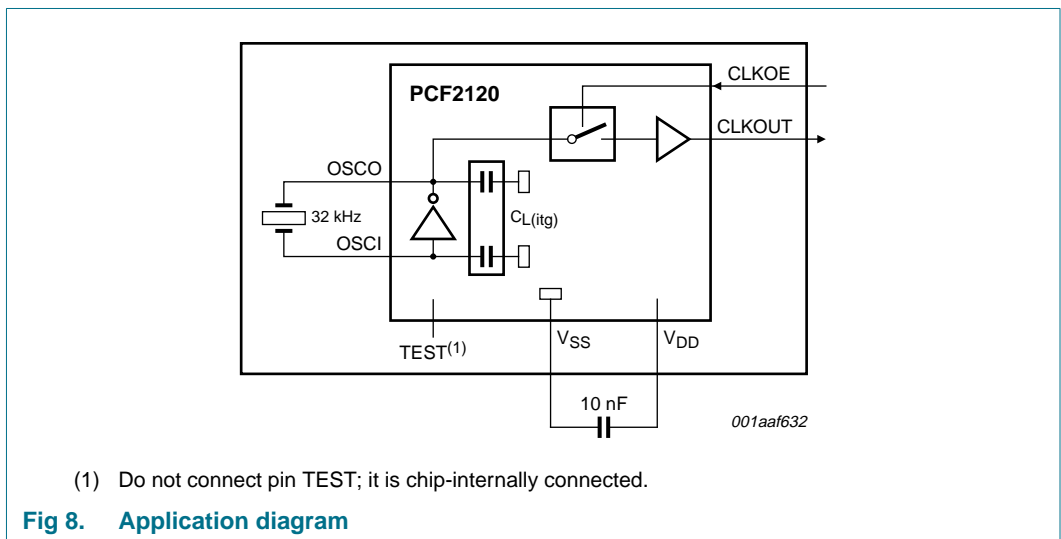 PCF2120
CLKOE
CLKOUT
OSCO
32 kHz
OSCI
CL(itg)
TEST(1)
VSS
VDD
10 nF
001aaf632
(1) Do not connect pin TEST; it is chip-internally connected.
Fig 8. Application diagram